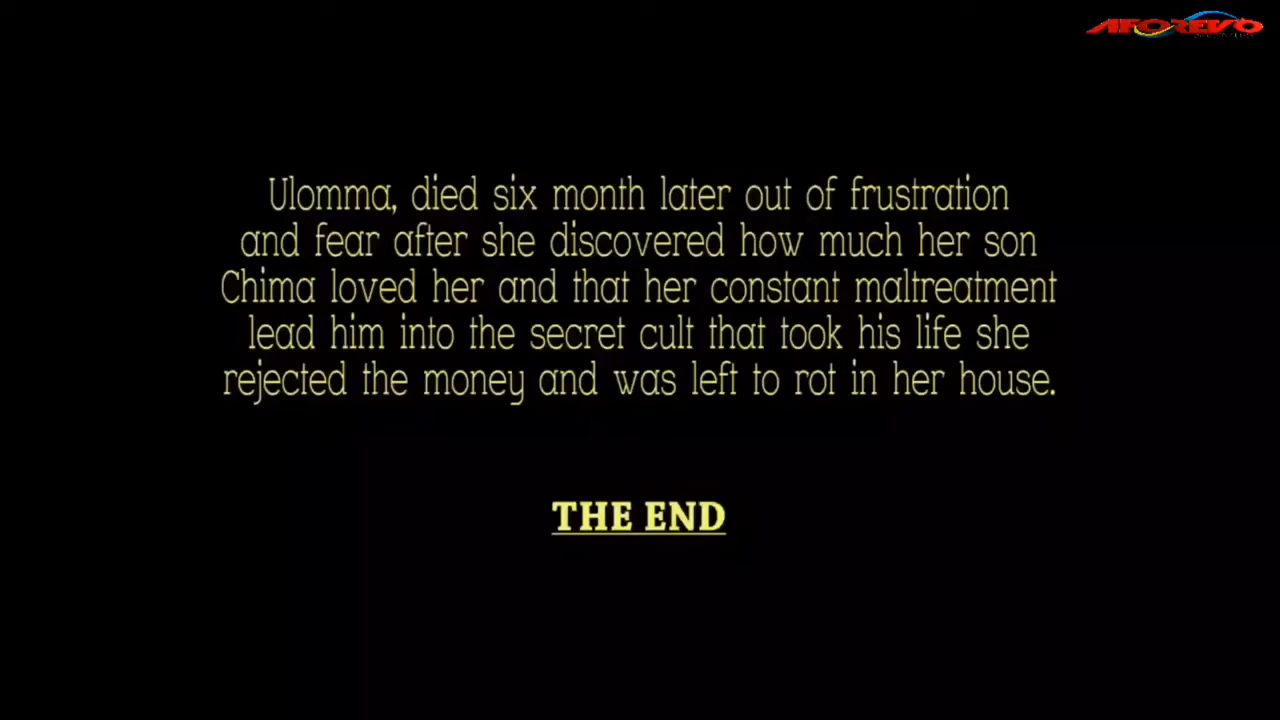 AFOREVO
Ulomma, died six month later out of frustration
and fear after she discovered how much her son
Chima loved her and that her constant maltreatment
lead him into the secret cult that took his life she
rejected the money and was left to rot in her house.
THE END